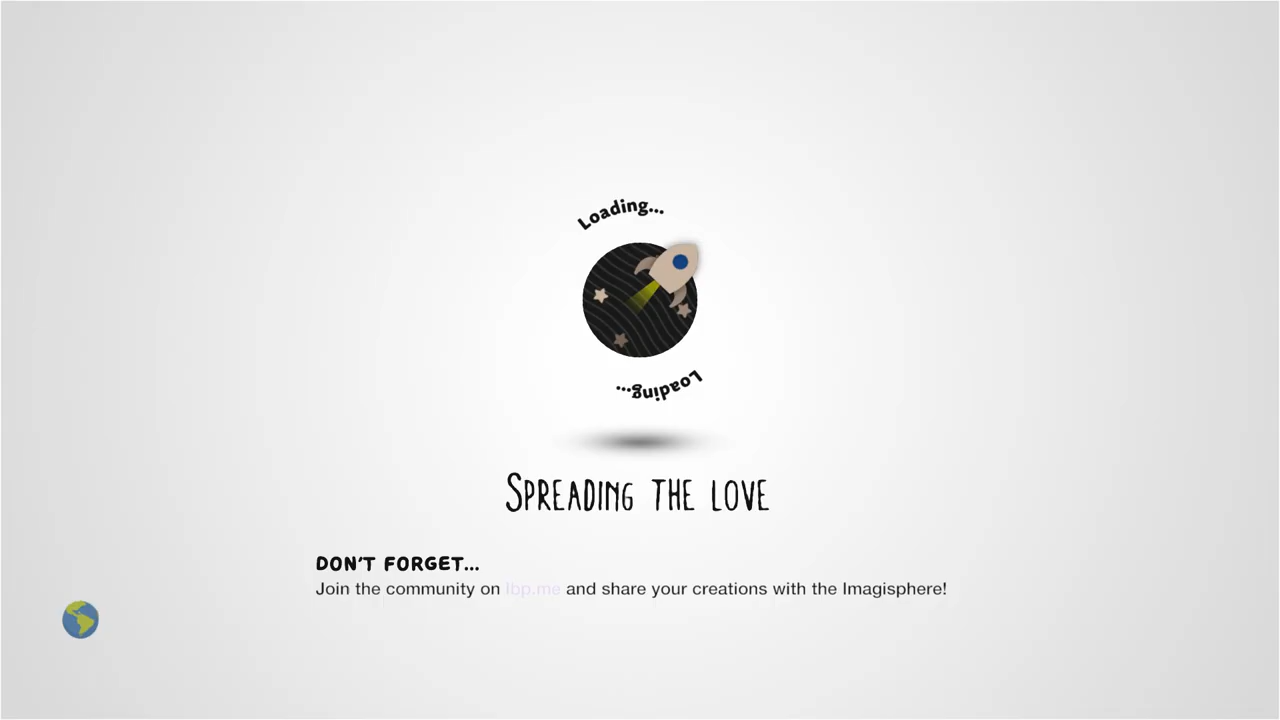 Loading...
Loading...
SPREADING THE LOVE
DON'T FORGET...
Join the community on lbp.me and share your creations with the Imagisphere!